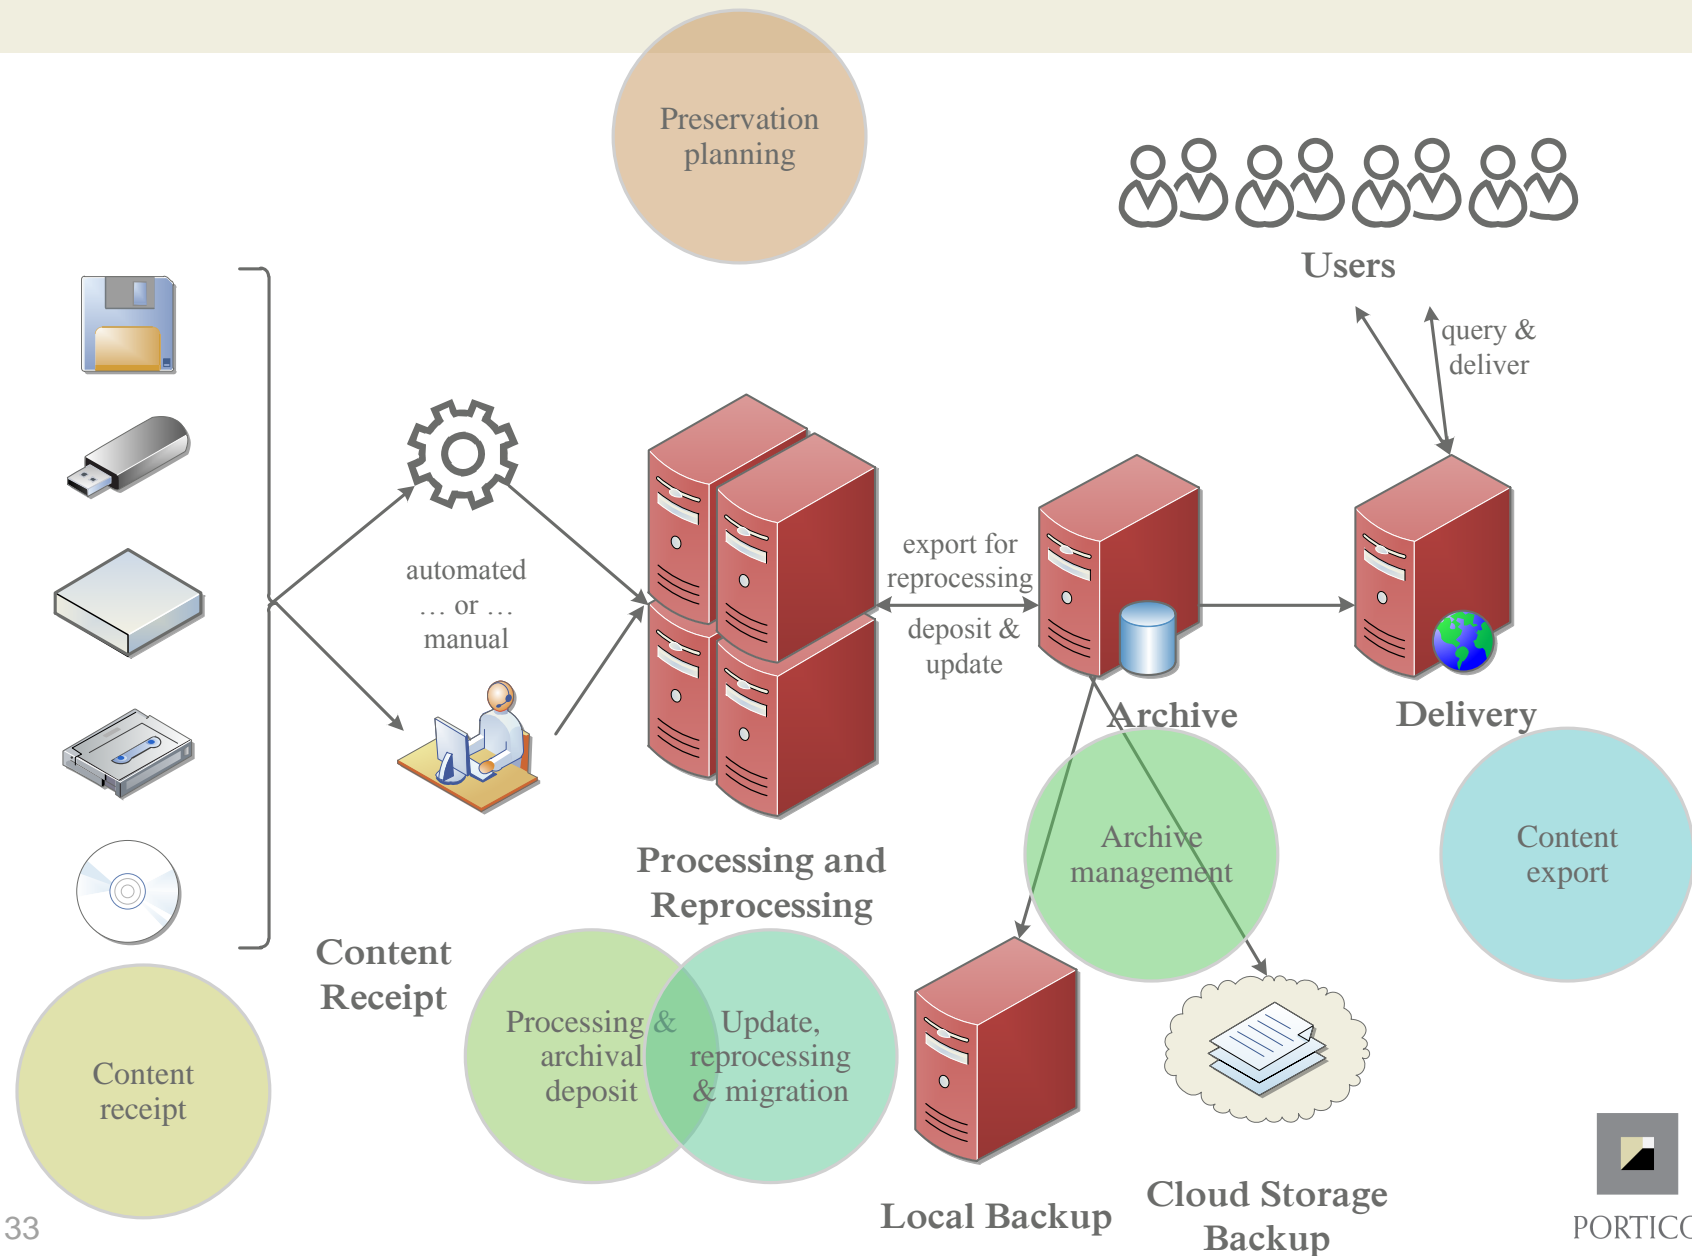 Preservation
planning
Users
query &
deliver
automated
… or …
manual
export for
reprocessing
deposit &
update
Archive
Delivery
Archive
management
Content
export
Processing and
Reprocessing
Content
Receipt
Processing &
archival
deposit
Update,
reprocessing
& migration
Content
receipt
Local Backup
Cloud Storage
Backup
33
PORTICO